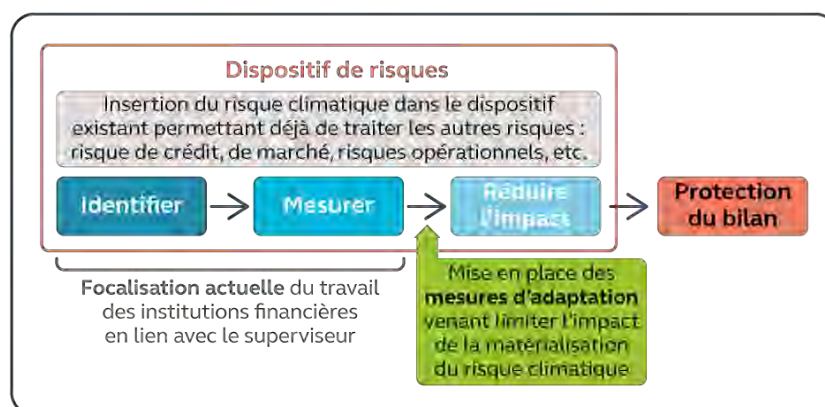 Dispositif de risques
Insertion du risque climatique dans le dispositif
existant permettant déjà de traiter les autres risques :
risque de crédit, de marché, risques opérationnels, etc.
Identifier
Mesurer
Réduire
l'impact
Protection
du bilan
Focalisation actuelle du travail
des institutions financières
en lien avec le superviseur
Mise en place des
mesures d'adaptation
venant limiter l'impact
de la matérialisation
du risque climatique